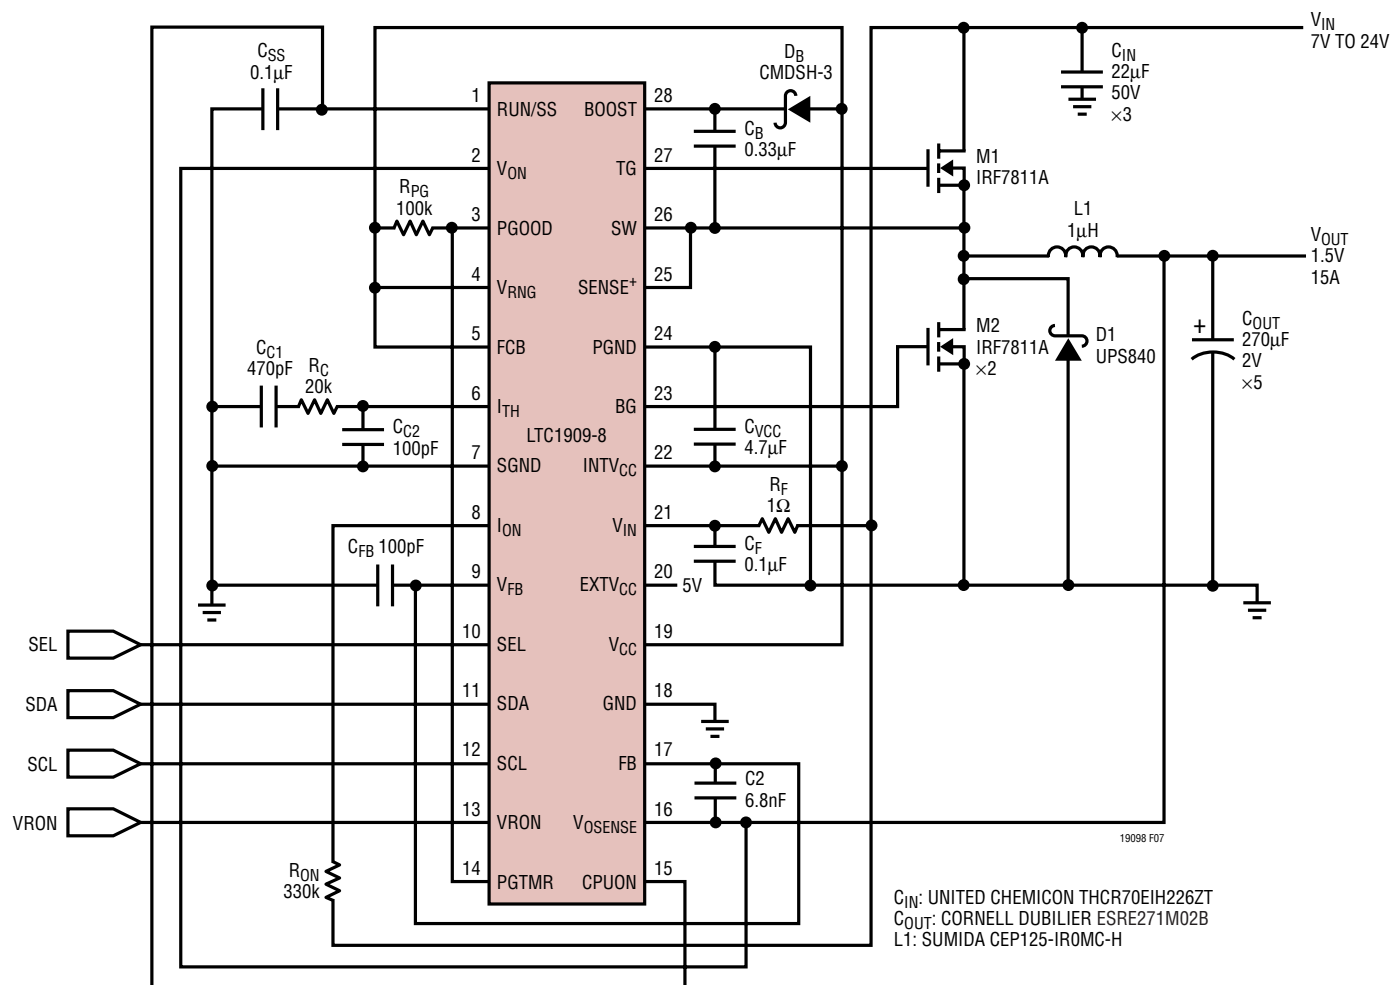 VIN
7V TO 24V
CSS
0.1µF
DB
CMDSH-3
CIN
22µF
50V
×3
1
RUN/SS
BOOST
28
CB
0.33µF
2
VON
TG
27
M1
IRF7811A
RPG
100k
3
PGOOD
SW
26
L1
1µH
VOUT
1.5V
15A
4
VRNG
SENSE+
25
5
FCB
PGND
24
M2
IRF7811A
×2
D1
UPS840
+
COUT
270µF
2V
×5
CC1
470pF
RC
20k
6
ITH
BG
23
CC2
100pF
LTC1909-8
CVCC
4.7µF
7
SGND
INTVCC
22
RF
1Ω
8
ION
VIN
21
CF
0.1µF
CFB 100pF
9
VFB
EXTVCC
20
5V
SEL
10
SEL
VCC
19
SDA
11
SDA
GND
18
SCL
12
SCL
FB
17
C2
6.8nF
VRON
13
VRON
VOSENSE
16
19098 F07
RON
330k
14
PGTMR
CPUON
15
CIN: UNITED CHEMICON THCR70EIH226ZT
COUT: CORNELL DUBILIER ESRE271M02B
L1: SUMIDA CEP125-IR0MC-H